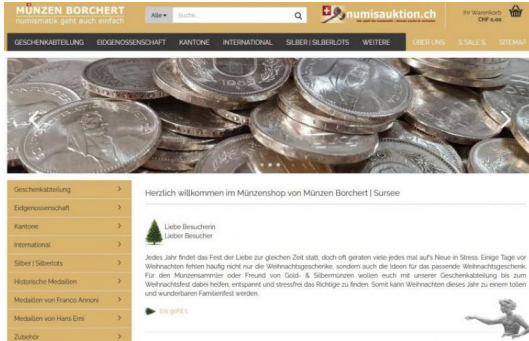 MÜNZEN BORCHERT
numismatik geht auch einfach
Alle
Suche...
numisauktion.ch
Ihr Warenkorb
CHF 0.00
GESCHENKABTEILUNG EIDGENOSSENSCHAFT KANTONE INTERNATIONAL SILBER | SILBERLOTS WEITERE ÜBER UNS % SALE % SITEMAP
Geschenkabteilung
Eidgenossenschaft
Kantone
International
Silber | Silberlots
Historische Medaillen
Medaillen von Franco Annoni
Medaillen von Hans Erni
Zubehör
Herzlich willkommen im Münzenshop von Münzen Borchert | Sursee
Liebe Besucherin
Lieber Besucher
Jedes Jahr findet das Fest der Liebe zur gleichen Zeit statt, doch oft geraten viele jedes mal auf's Neue in Stress. Einige Tage vor
Weihnachten fehlen häufig nicht nur die Weihnachtsgeschenke, sondern auch die Ideen für das passende Weihnachtsgeschenk.
Für den Münzensammler oder Freund von Gold- & Silbermünzen wollen euch mit unserer Geschenkabteilung bis zum
Weihnachtsfest dabei helfen, entspannt und stressfrei das Richtige zu finden. Somit kann Weihnachten dieses Jahr zu einem tollen
und wunderbaren Familienfest werden.
los geht's